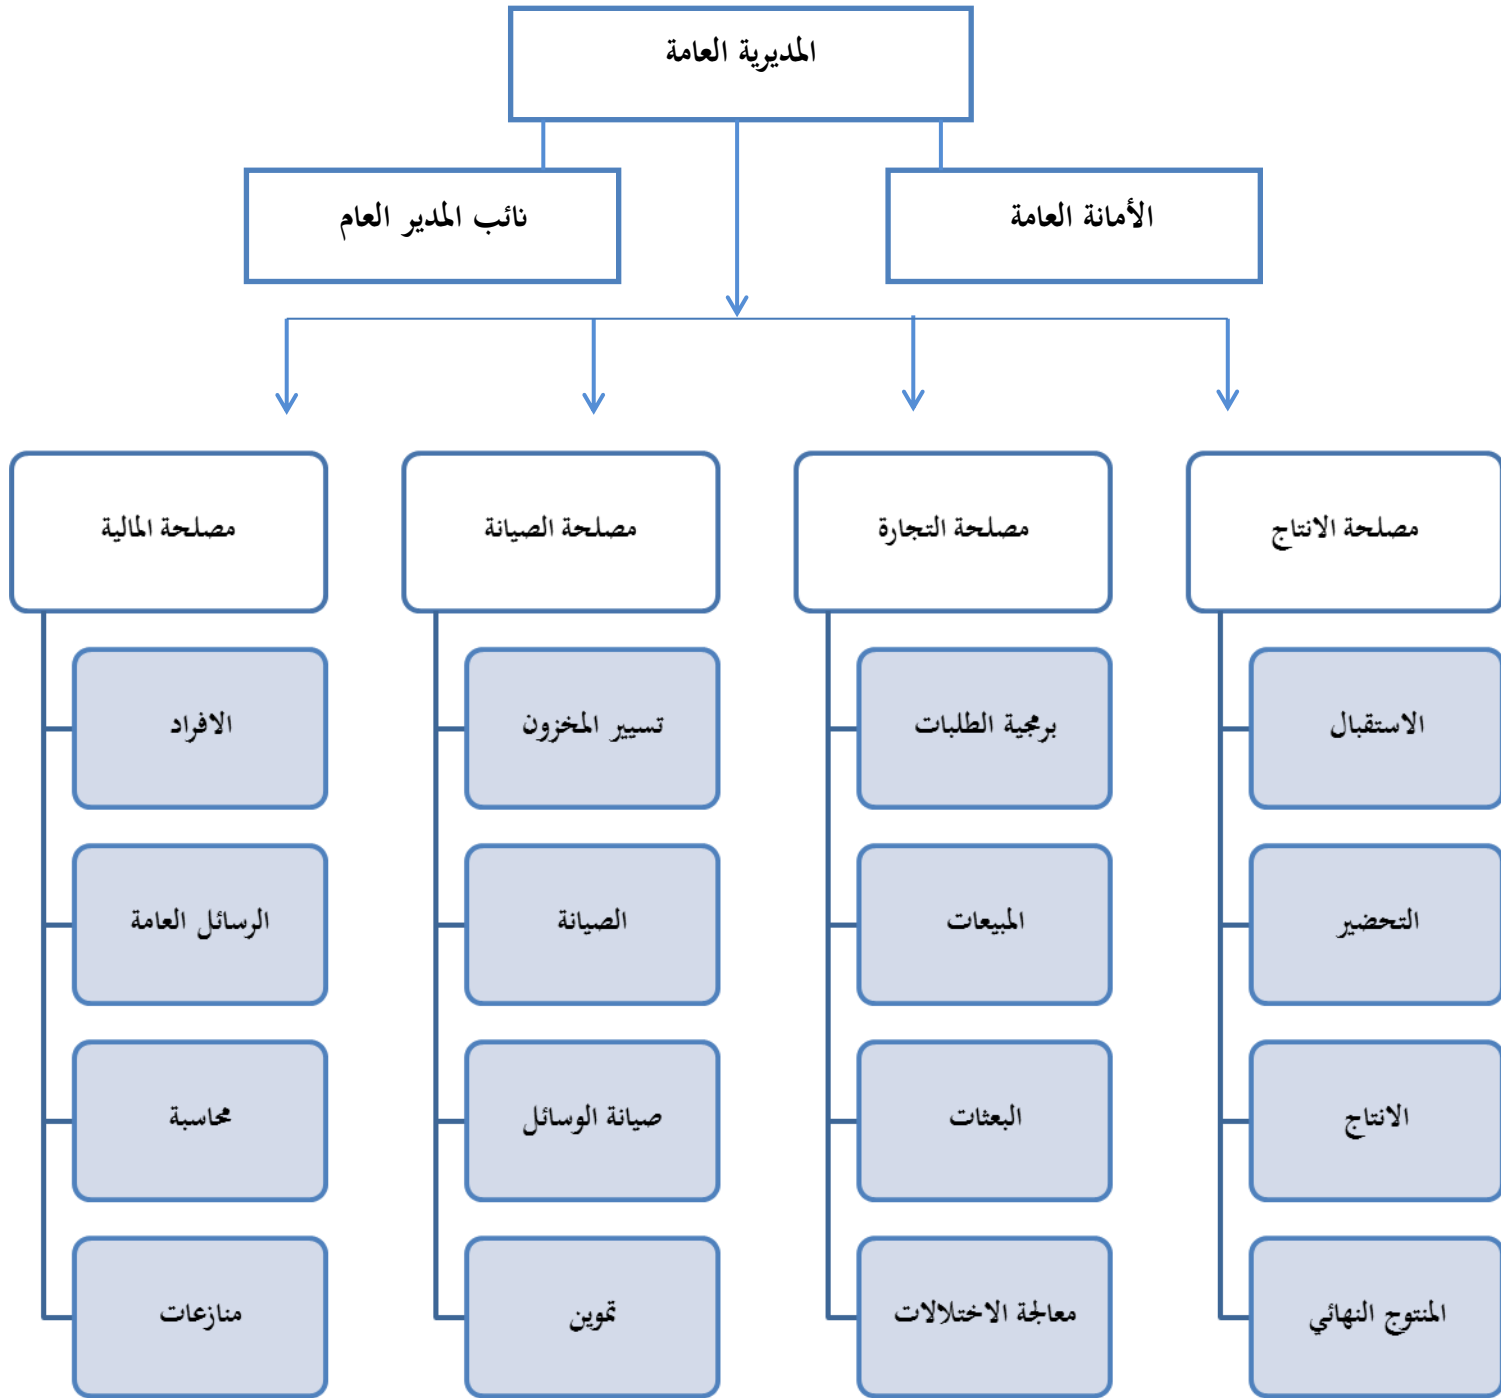 المديرية العامة
الأمانة العامة
نائب المدير العام
مصلحة الانتاج
مصلحة التجارة
مصلحة الصيانة
مصلحة المالية
الاستقبال
برمجية الطلبات
تسيير المخزون
الافراد
التحضير
المبيعات
الصيانة
الرسائل العامة
الانتاج
البعثات
صيانة الوسائل
محاسبة
المنتوج النهائي
معالجة الاختلالات
تموين
منازعات